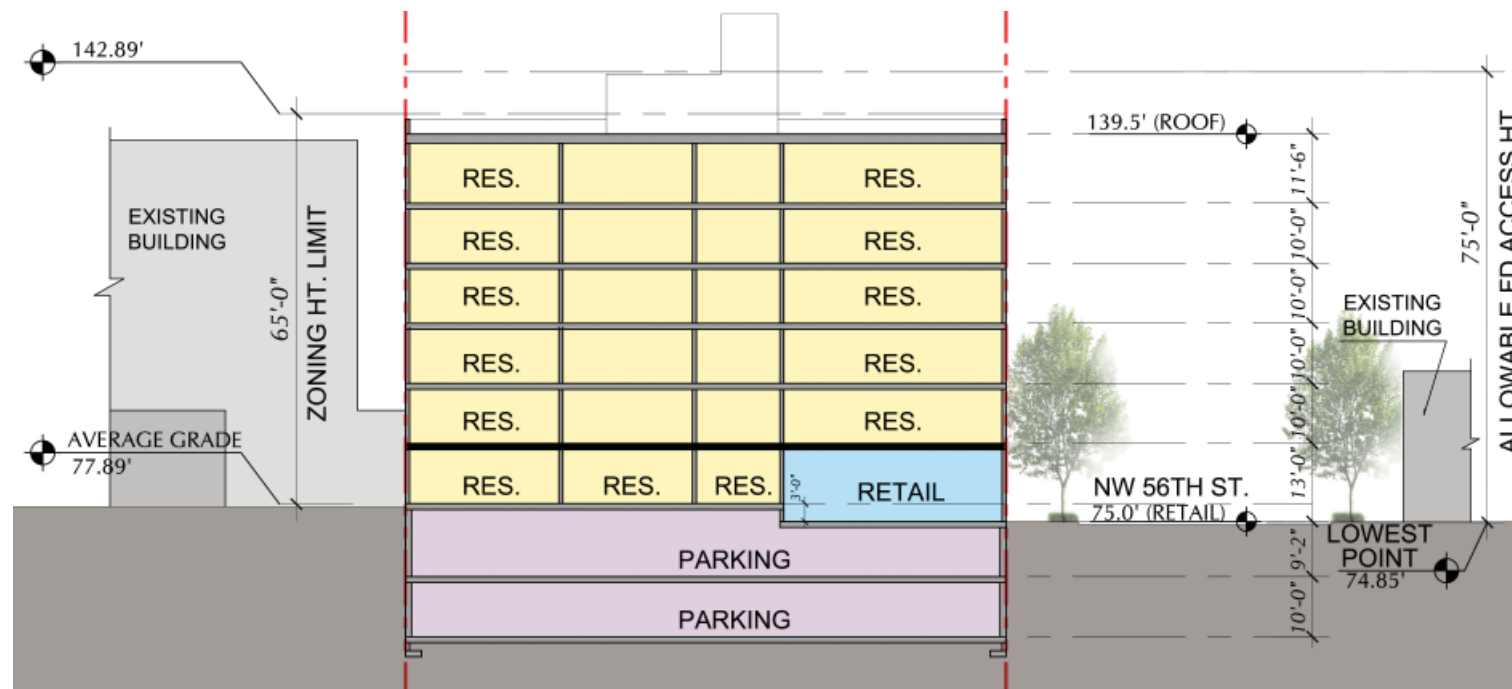 142.89'
139.5' (ROOF)
EXISTING
BUILDING
65'-0"
ZONING HT. LIMIT
AVERAGE GRADE
77.89'
RES.
RES.
RES.
RES.
RES.
RES.
RES.
RES.
RES.
RES.
RES.
RES.
RES.
3'-0"
RETAIL
PARKING
PARKING
11'-6"
10'-0"
10'-0"
10'-0"
10'-0"
13'-0"
9'-2"
10'-0"
NW 56TH ST.
75.0' (RETAIL)
EXISTING
BUILDING
LOWEST
POINT
74.85'
75'-0"
ALLOWABLE FD ACCESS HT.